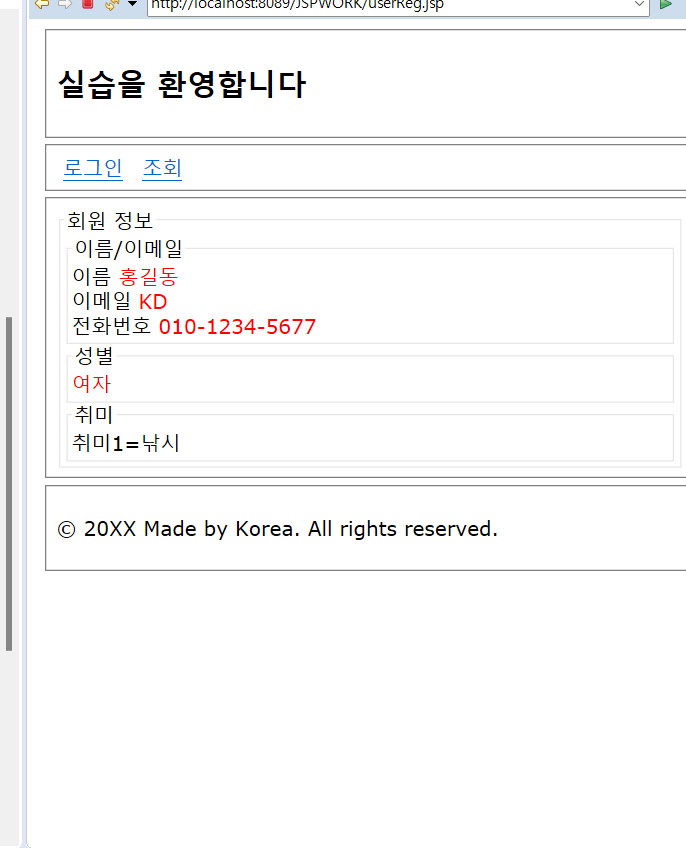 http://localhost:8089/JSPWORK/userReg.jsp
실습을 환영합니다
로그인 조회
회원 정보
이름/이메일
이름 홍길동
이메일 KD
전화번호 010-1234-5677
성별
여자
취미
취미1=낚시
© 20XX Made by Korea. All rights reserved.